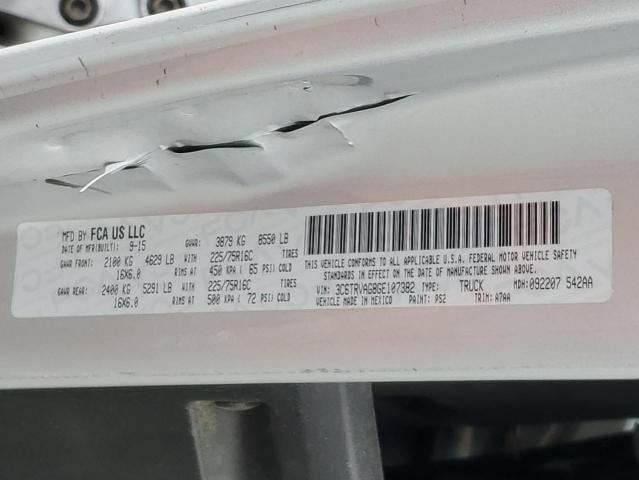 MFD BY FCA US LLC
DATE OF MFR(BUILT): 9-15 GVWR: 3879 KG 8550 LB
GAWR FRONT: 2100 KG 4629 LB WITH 225/75R16C
16X6.0 RIMS AT 450 KPA ( 65 PSI) COLD
GAWR REAR: 2400 KG 5291 LB WITH 225/75R16C
16X6.0 RIMS AT 500 KPA ( 72 PSI) COLD
THIS VEHICLE CONFORMS TO ALL APPLICABLE U.S.A. FEDERAL MOTOR VEHICLE SAFETY
STANDARDS IN EFFECT ON THE DATE OF MANUFACTURE SHOWN ABOVE.
VIN: 3C6TRVAG8GE107382 TYPE: TRUCK MDH: 092207 542AA
VEHICLE MADE IN MEXICO PAINT: PS2 TRIM: A7AA